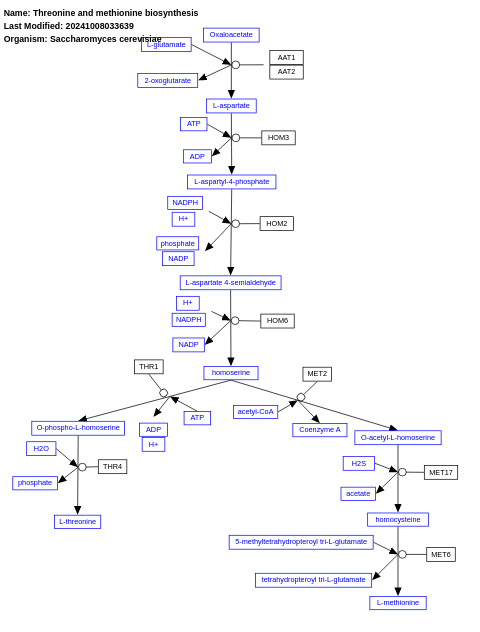 Name: Threonine and methionine biosynthesis
Last Modified: 20241008033639
Organism: Saccharomyces cerevisiae
Oxaloacetate
L-glutamate
AAT1
AAT2
2-oxoglutarate
L-aspartate
ATP
HOM3
ADP
L-aspartyl-4-phosphate
NADPH
H+
HOM2
phosphate
NADP
L-aspartate 4-semialdehyde
H+
NADPH
HOM6
NADP
THR1
homoserine
MET2
acetyl-CoA
ATP
O-phospho-L-homoserine
ADP
Coenzyme A
O-acetyl-L-homoserine
H+
H2O
THR4
H2S
MET17
phosphate
acetate
L-threonine
homocysteine
5-methyltetrahydropteroyl tri-L-glutamate
MET6
tetrahydropteroyl tri-L-glutamate
L-methionine